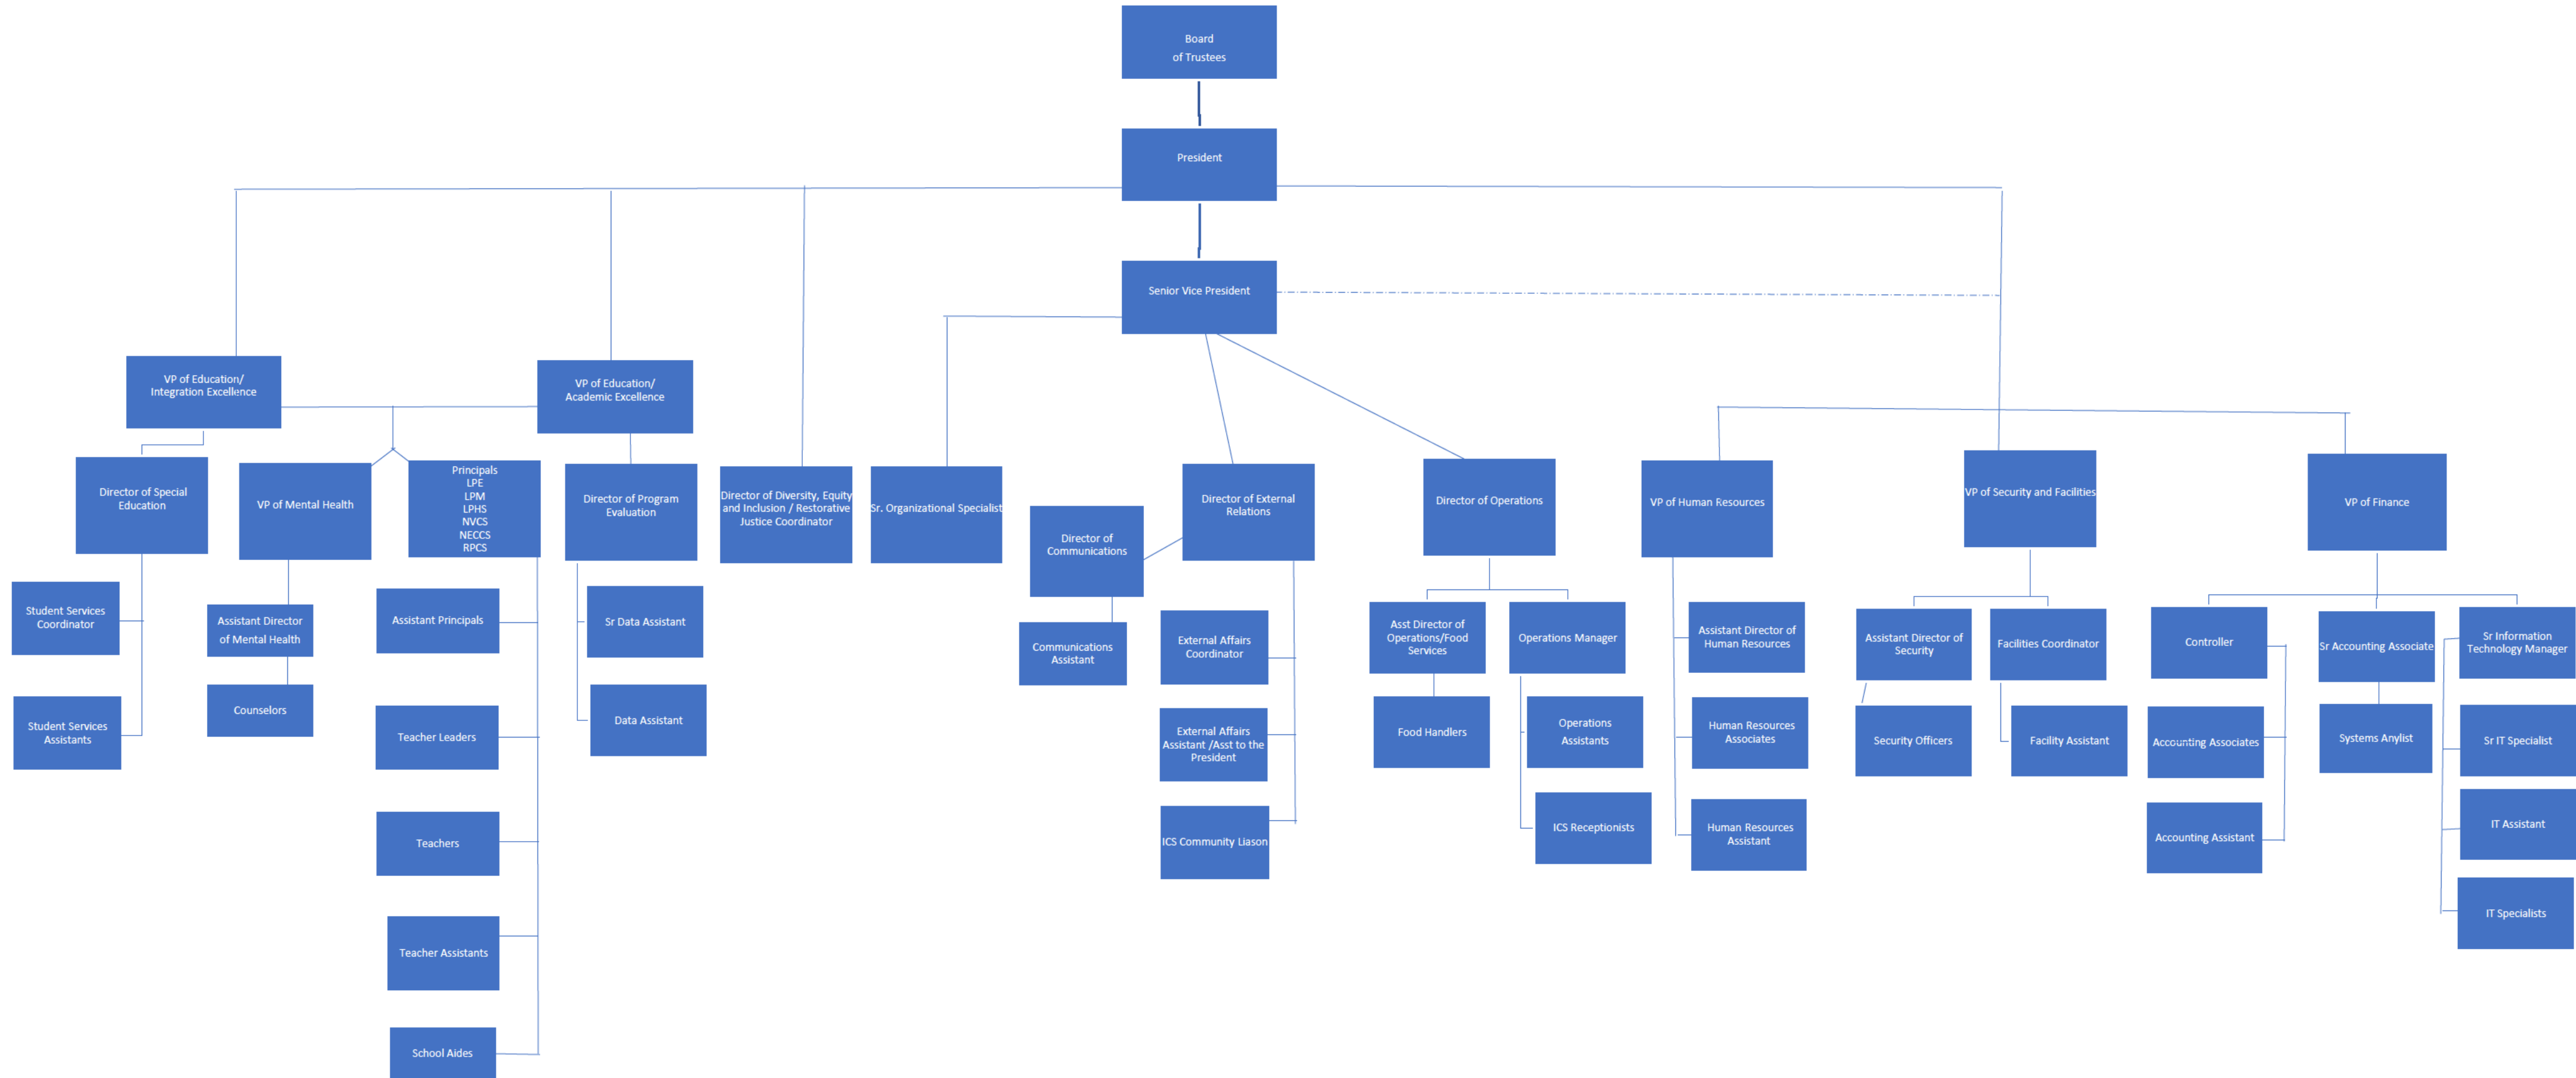 Board
of Trustees
President
Senior Vice President
VP of Education/
Integration Excellence
VP of Education/
Academic Excellence
Director of Special
Education
VP of Mental Health
Principals
LPE
LPM
LPHS
NVCS
NECCS
RPCS
Director of Program
Evaluation
Director of Diversity, Equity
and Inclusion / Restorative
Justice Coordinator
Sr. Organizational Specialist
Director of
Communications
Director of External
Relations
Director of Operations
VP of Human Resources
VP of Security and Facilities
VP of Finance
Student Services
Coordinator
Student Services
Assistants
Assistant Director
of Mental Health
Counselors
Assistant Principals
Teacher Leaders
Teachers
Teacher Assistants
School Aides
Sr Data Assistant
Data Assistant
Communications
Assistant
External Affairs
Coordinator
External Affairs
Assistant /Asst to the
President
ICS Community Liason
Asst Director of
Operations/Food
Services
Food Handlers
Operations Manager
Operations
Assistants
ICS Receptionists
Assistant Director of
Human Resources
Human Resources
Associates
Human Resources
Assistant
Assistant Director of
Security
Security Officers
Facilities Coordinator
Facility Assistant
Controller
Accounting Associates
Accounting Assistant
Sr Accounting Associate
Systems Anylist
Sr Information
Technology Manager
Sr IT Specialist
IT Assistant
IT Specialists